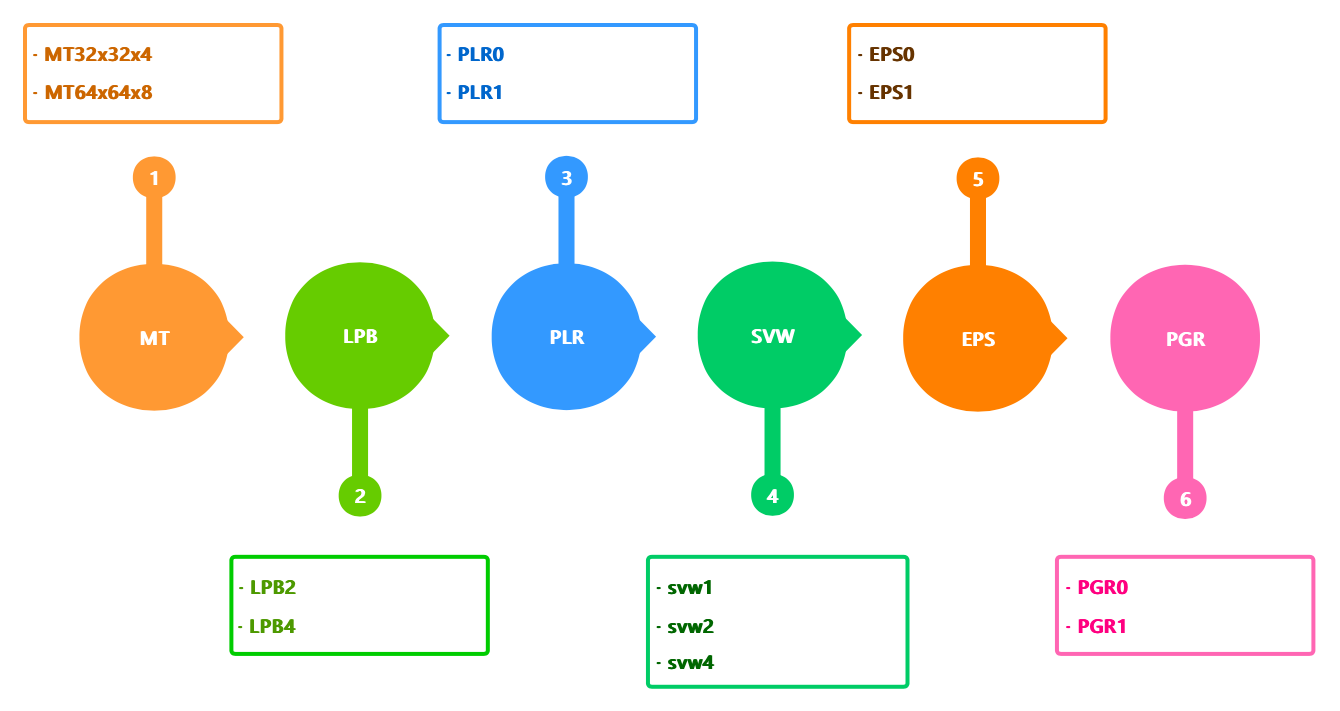 - MT32x32x4
- MT64x64x8
- PLR0
- PLR1
- EPS0
- EPS1
1
3
5
MT
LPB
PLR
SVW
EPS
PGR
2
4
6
- LPB2
- LPB4
- svw1
- svw2
- svw4
- PGR0
- PGR1